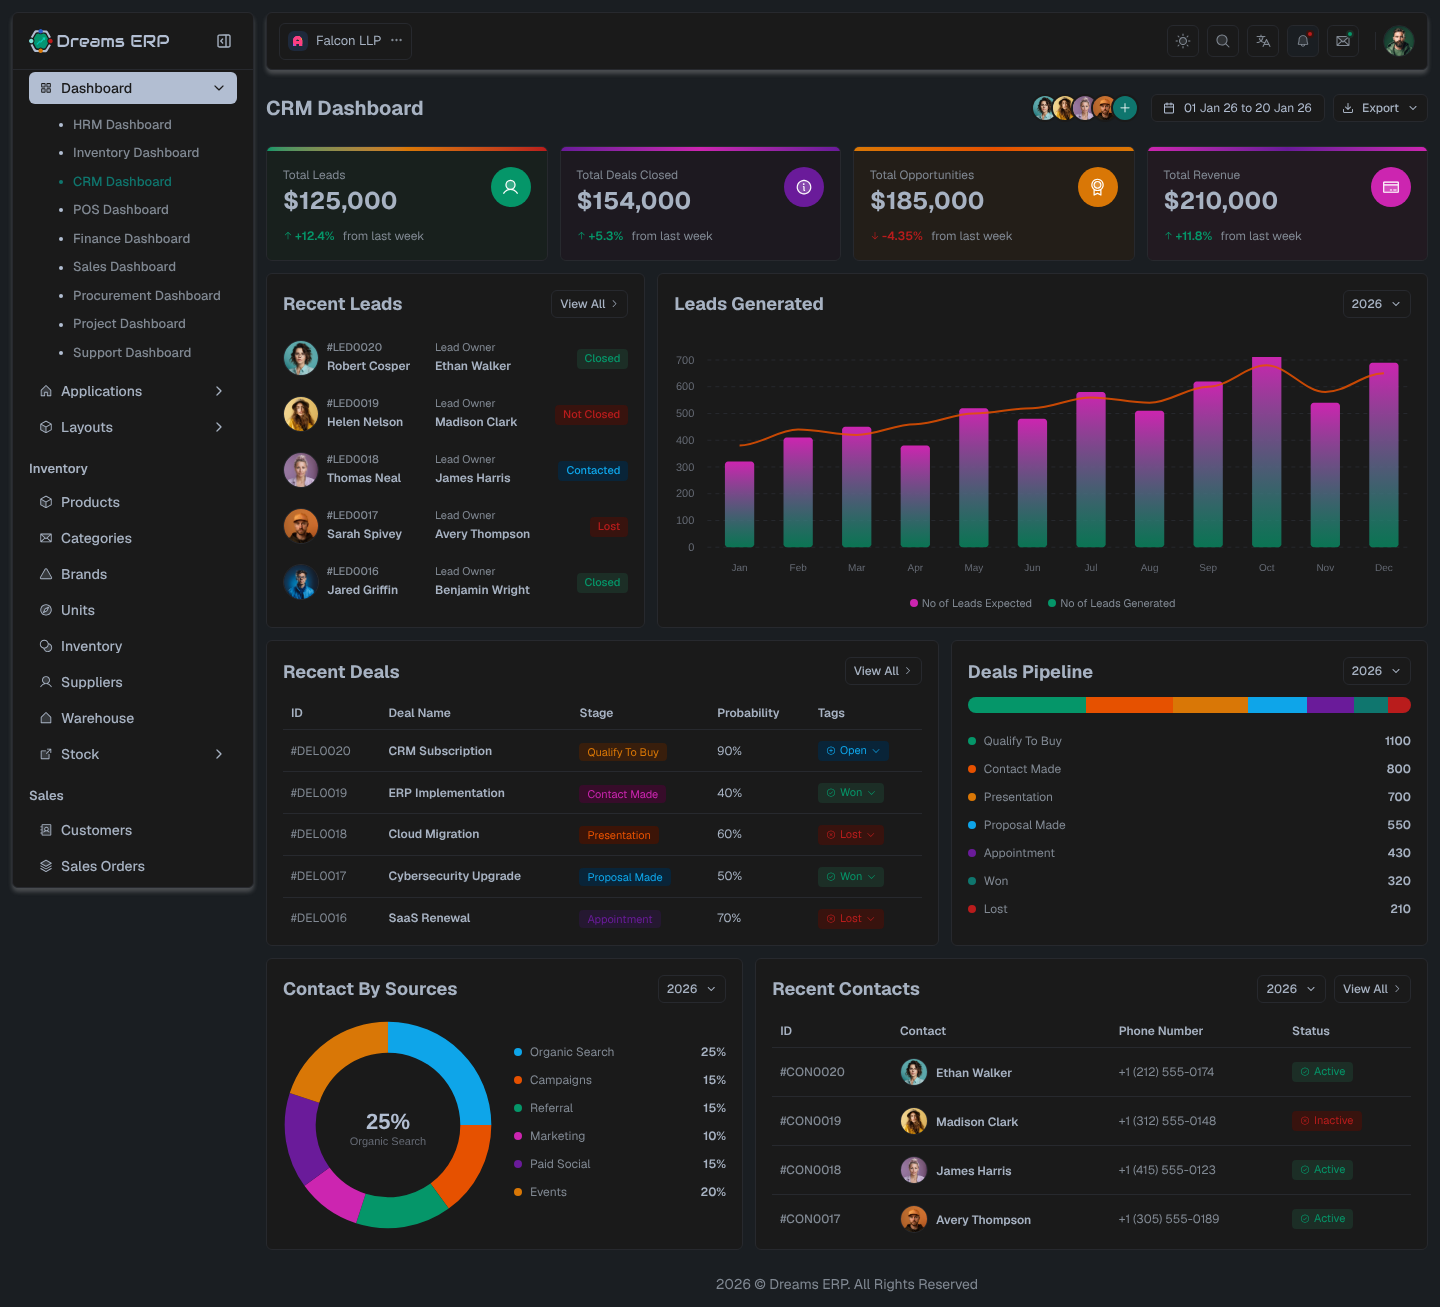 Dreams ERP
Dashboard
HRM Dashboard
Inventory Dashboard
CRM Dashboard
POS Dashboard
Finance Dashboard
Sales Dashboard
Procurement Dashboard
Project Dashboard
Support Dashboard
Applications
Layouts
Inventory
Products
Categories
Brands
Units
Inventory
Suppliers
Warehouse
Stock
Sales
Customers
Sales Orders
Falcon LLP ···
CRM Dashboard
01 Jan 26 to 20 Jan 26
Export
Total Leads
$125,000
+12.4% from last week
Total Deals Closed
$154,000
+5.3% from last week
Total Opportunities
$185,000
-4.35% from last week
Total Revenue
$210,000
+11.8% from last week
Recent Leads
View All
#LED0020 Lead Owner
Robert Cosper Ethan Walker Closed
#LED0019 Lead Owner
Helen Nelson Madison Clark Not Closed
#LED0018 Lead Owner
Thomas Neal James Harris Contacted
#LED0017 Lead Owner
Sarah Spivey Avery Thompson Lost
#LED0016 Lead Owner
Jared Griffin Benjamin Wright Closed
Leads Generated
2026
700
600
500
400
300
200
100
0
Jan Feb Mar Apr May Jun Jul Aug Sep Oct Nov Dec
No of Leads Expected No of Leads Generated
Recent Deals
View All
ID Deal Name Stage Probability Tags
#DEL0020 CRM Subscription Qualify To Buy 90% Open
#DEL0019 ERP Implementation Contact Made 40% Won
#DEL0018 Cloud Migration Presentation 60% Lost
#DEL0017 Cybersecurity Upgrade Proposal Made 50% Won
#DEL0016 SaaS Renewal Appointment 70% Lost
Deals Pipeline
2026
Qualify To Buy 1100
Contact Made 800
Presentation 700
Proposal Made 550
Appointment 430
Won 320
Lost 210
Contact By Sources
2026
25%
Organic Search
Organic Search 25%
Campaigns 15%
Referral 15%
Marketing 10%
Paid Social 15%
Events 20%
Recent Contacts
2026
View All
ID Contact Phone Number Status
#CON0020 Ethan Walker +1 (212) 555-0174 Active
#CON0019 Madison Clark +1 (312) 555-0148 Inactive
#CON0018 James Harris +1 (415) 555-0123 Active
#CON0017 Avery Thompson +1 (305) 555-0189 Active
2026 © Dreams ERP. All Rights Reserved